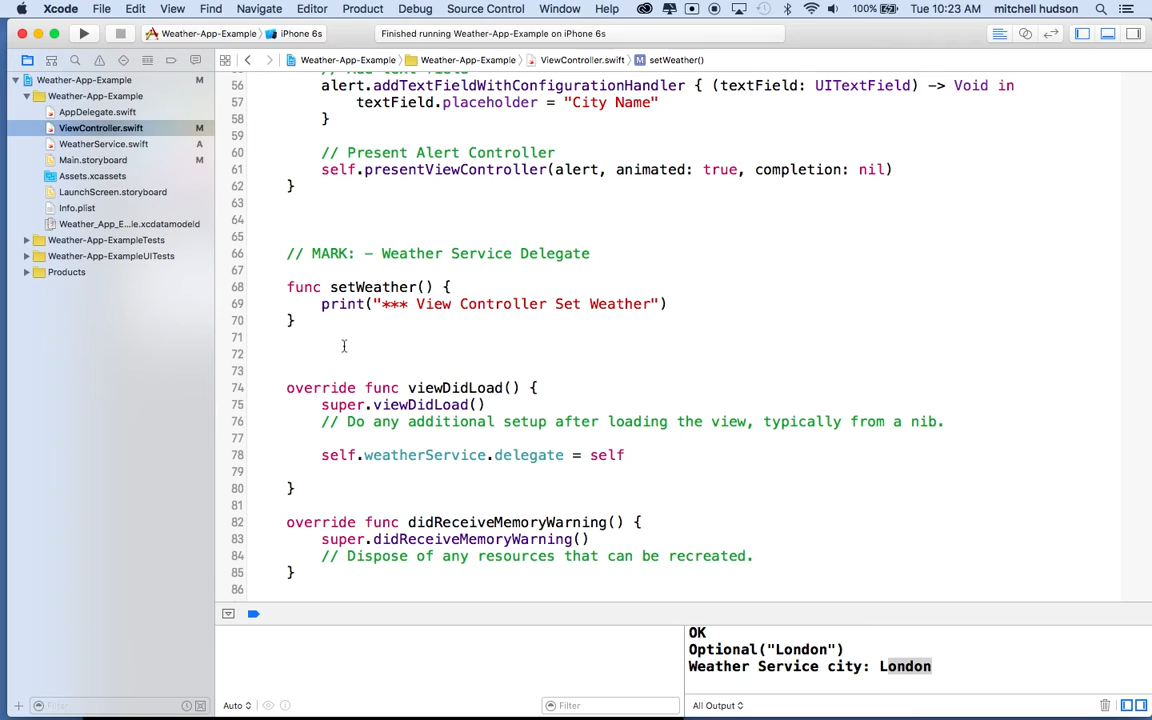 Xcode File Edit View Find Navigate Editor Product Debug Source Control Window Help 100% Tue 10:23 AM mitchell hudson
Weather-App-Example iPhone 6s Finished running Weather-App-Example on iPhone 6s
Weather-App-Example Weather-App-Example ViewController.swift M setWeather()
Weather-App-Example M
Weather-App-Example
AppDelegate.swift
ViewController.swift M
WeatherService.swift A
Main.storyboard M
Assets.xcassets
LaunchScreen.storyboard
Info.plist
Weather_App_E...le.xcdatamodeld
Weather-App-ExampleTests
Weather-App-ExampleUITests
Products
56 alert.addTextFieldWithConfigurationHandler { (textField: UITextField) -> Void in
57 textField.placeholder = "City Name"
58 }
59
60 // Present Alert Controller
61 self.presentViewController(alert, animated: true, completion: nil)
62 }
63
64
65
66 // MARK: - Weather Service Delegate
67
68 func setWeather() {
69 print("*** View Controller Set Weather")
70 }
71
72
73
74 override func viewDidLoad() {
75 super.viewDidLoad()
76 // Do any additional setup after loading the view, typically from a nib.
77
78 self.weatherService.delegate = self
79
80 }
81
82 override func didReceiveMemoryWarning() {
83 super.didReceiveMemoryWarning()
84 // Dispose of any resources that can be recreated.
85 }
86
OK
Optional("London")
Weather Service city: London
Filter
Auto
Filter
All Output